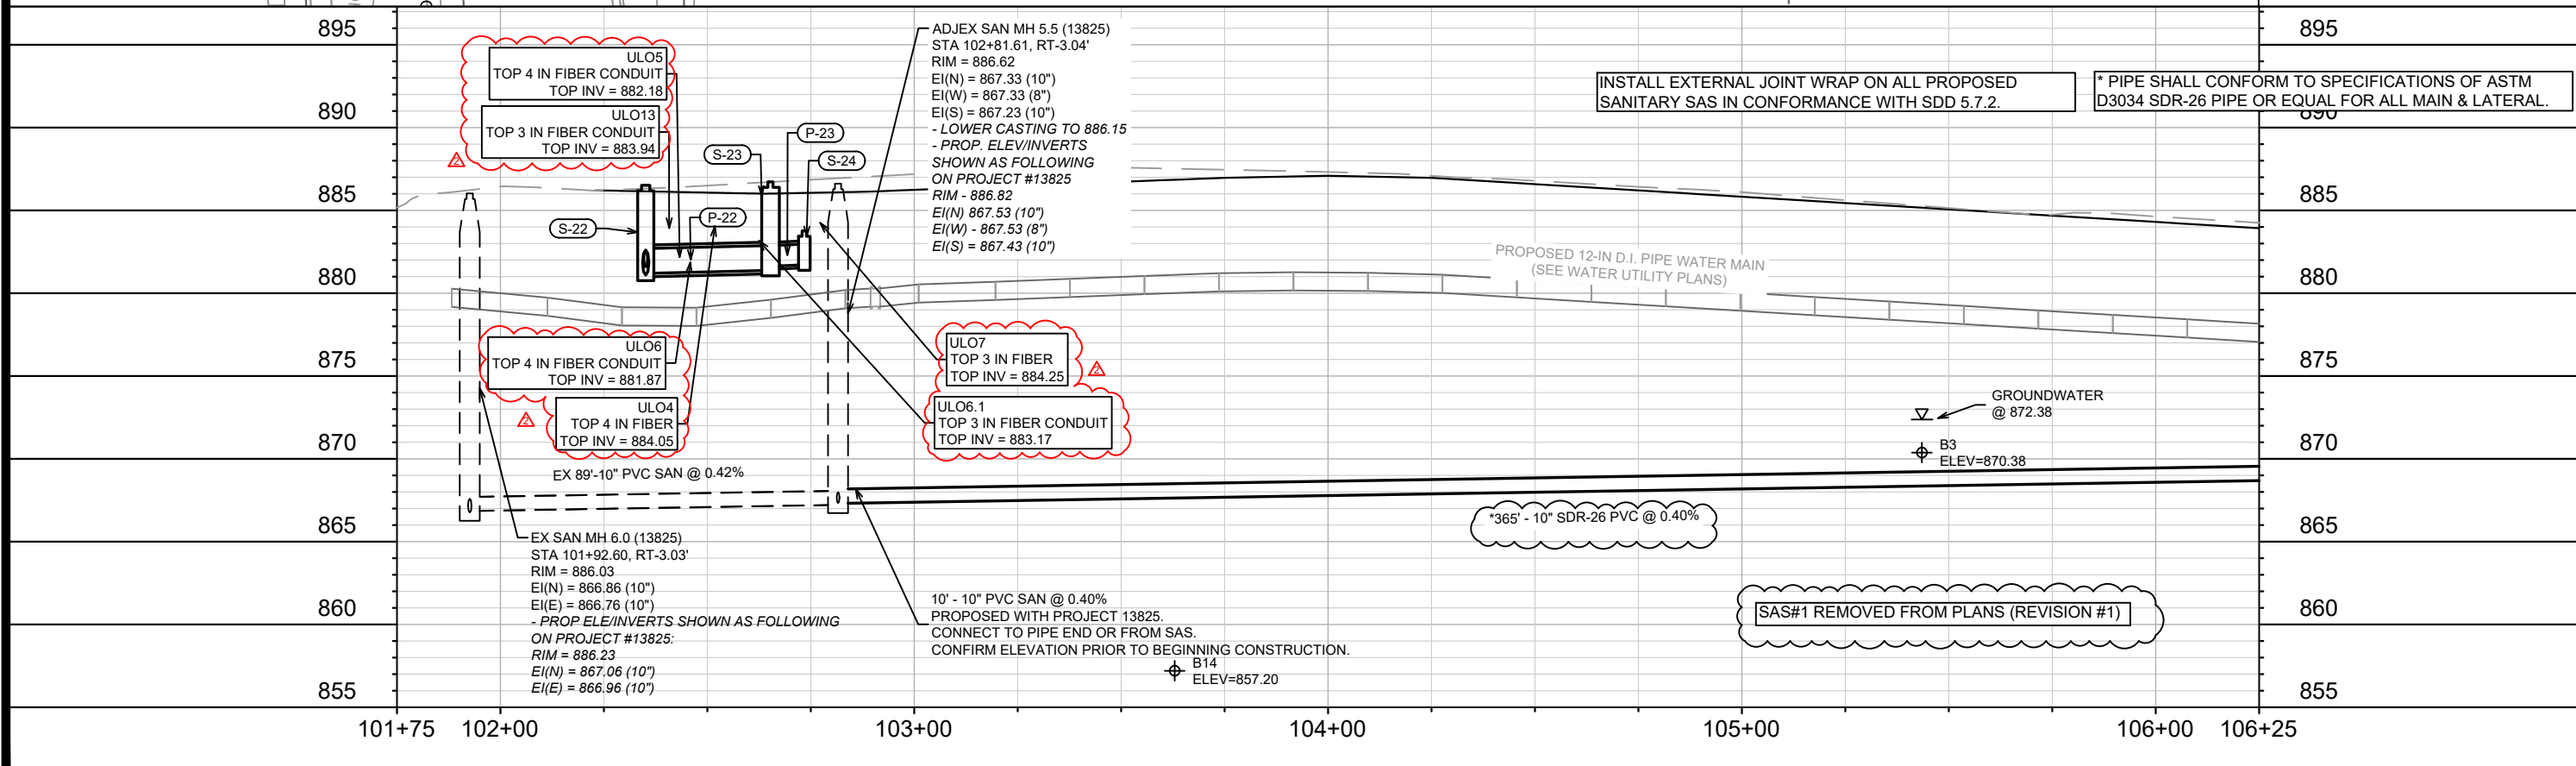 895
890
885
880
875
870
865
860
855
ULO5
TOP 4 IN FIBER CONDUIT
TOP INV = 882.18
ULO13
TOP 3 IN FIBER CONDUIT
TOP INV = 883.94
2
S-22
S-23
P-23
S-24
P-22
ADJEX SAN MH 5.5 (13825)
STA 102+81.61, RT-3.04'
RIM = 886.62
EI(N) = 867.33 (10")
EI(W) = 867.33 (8")
EI(S) = 867.23 (10")
- LOWER CASTING TO 886.15
- PROP. ELEV/INVERTS
SHOWN AS FOLLOWING
ON PROJECT #13825
RIM - 886.82
EI(N) 867.53 (10")
EI(W) - 867.53 (8")
EI(S) = 867.43 (10")
INSTALL EXTERNAL JOINT WRAP ON ALL PROPOSED
SANITARY SAS IN CONFORMANCE WITH SDD 5.7.2.
* PIPE SHALL CONFORM TO SPECIFICATIONS OF ASTM
D3034 SDR-26 PIPE OR EQUAL FOR ALL MAIN & LATERAL.
PROPOSED 12-IN D.I. PIPE WATER MAIN
(SEE WATER UTILITY PLANS)
ULO6
TOP 4 IN FIBER CONDUIT
TOP INV = 881.87
ULO4
TOP 4 IN FIBER
TOP INV = 884.05
2
ULO7
TOP 3 IN FIBER
TOP INV = 884.25
2
ULO6.1
TOP 3 IN FIBER CONDUIT
TOP INV = 883.17
GROUNDWATER
@ 872.38
B3
ELEV=870.38
EX 89'-10" PVC SAN @ 0.42%
*365' - 10" SDR-26 PVC @ 0.40%
EX SAN MH 6.0 (13825)
STA 101+92.60, RT-3.03'
RIM = 886.03
EI(N) = 866.86 (10")
EI(E) = 866.76 (10")
- PROP ELE/INVERTS SHOWN AS FOLLOWING
ON PROJECT #13825:
RIM = 886.23
EI(N) = 867.06 (10")
EI(E) = 866.96 (10")
10' - 10" PVC SAN @ 0.40%
PROPOSED WITH PROJECT 13825.
CONNECT TO PIPE END OR FROM SAS.
CONFIRM ELEVATION PRIOR TO BEGINNING CONSTRUCTION.
B14
ELEV=857.20
SAS#1 REMOVED FROM PLANS (REVISION #1)
895
890
885
880
875
870
865
860
855
101+75
102+00
103+00
104+00
105+00
106+00
106+25